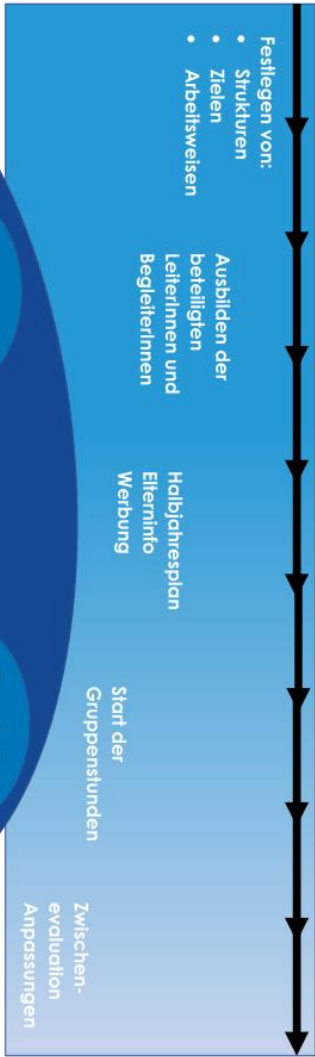 Festlegen von:
• Strukturen
• Zielen
• Arbeitsweisen
Ausbilden der
beteiligten
LeiterInnen und
BegleiterInnen
Halbjahresplan
Elterninfo
Werbung
Start der
Gruppenstunden
Zwischen-
evaluation
Anpassungen